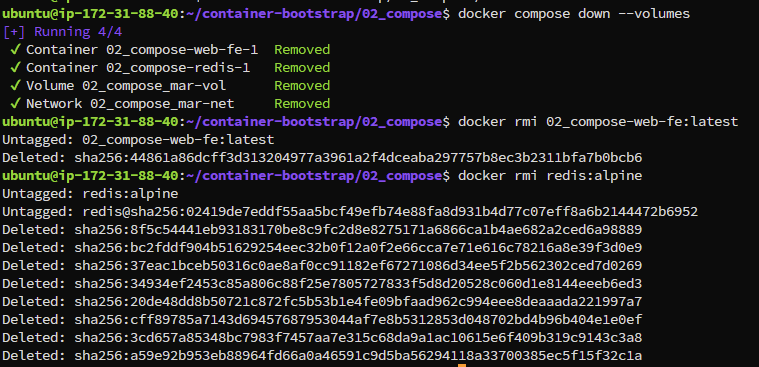 ubuntu@ip-172-31-88-40:~/container-bootstrap/02_compose$ docker compose down --volumes
[+] Running 4/4
✔ Container 02_compose-web-fe-1 Removed
✔ Container 02_compose-redis-1 Removed
✔ Volume 02_compose_mar-vol Removed
✔ Network 02_compose_mar-net Removed
ubuntu@ip-172-31-88-40:~/container-bootstrap/02_compose$ docker rmi 02_compose-web-fe:latest
Untagged: 02_compose-web-fe:latest
Deleted: sha256:44861a86dcff3d313204977a3961a2f4dceaba297757b8ec3b2311bfa7b0bcb6
ubuntu@ip-172-31-88-40:~/container-bootstrap/02_compose$ docker rmi redis:alpine
Untagged: redis:alpine
Untagged: redis@sha256:02419de7eddf55aa5bcf49efb74e88fa8d931b4d77c07eff8a6b2144472b6952
Deleted: sha256:8f5c54441eb93183170be8c9fc2d8e8275171a6866ca1b4ae682a2ced6a98889
Deleted: sha256:bc2fddf904b51629254eec32b0f12a0f2e66cca7e71e616c78216a8e39f3d0e9
Deleted: sha256:37eac1bceb50316c0ae8af0cc91182ef67271086d34ee5f2b562302ced7d0269
Deleted: sha256:34934ef2453c85a806c88f25e7805727833f5d8d20528c060d1e8144eeeb6ed3
Deleted: sha256:20de48dd8b50721c872fc5b53b1e4fe09bfaad962c994eee8deaaada221997a7
Deleted: sha256:cff89785a7143d69457687953044af7e8b5312853d048702bd4b96b404e1e0ef
Deleted: sha256:3cd657a85348bc7983f7457aa7e315c68da9a1ac10615e6f409b319c9143c3a8
Deleted: sha256:a59e92b953eb88964fd66a0a46591c9d5ba5629411​8a33700385ec5f15f32c1a